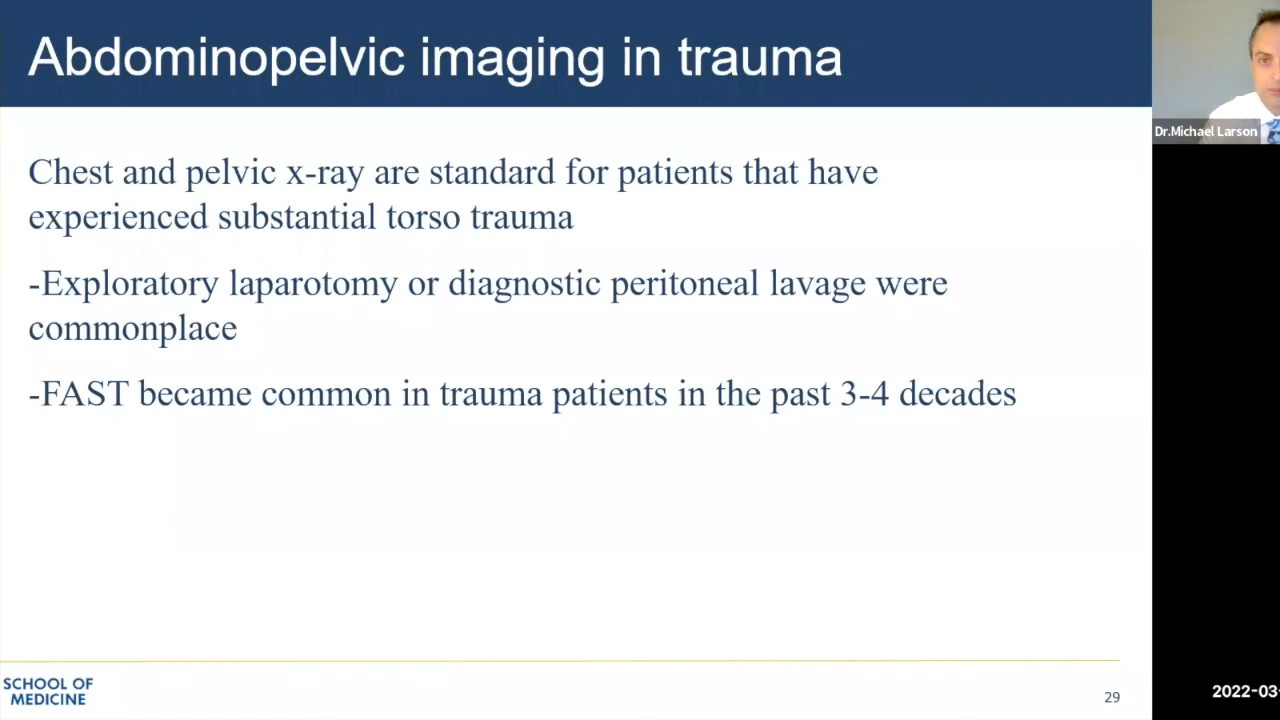 Abdominopelvic imaging in trauma
Dr.Michael Larson
Chest and pelvic x-ray are standard for patients that have
experienced substantial torso trauma
-Exploratory laparotomy or diagnostic peritoneal lavage were
commonplace
-FAST became common in trauma patients in the past 3-4 decades
SCHOOL OF
MEDICINE
29
2022-03-